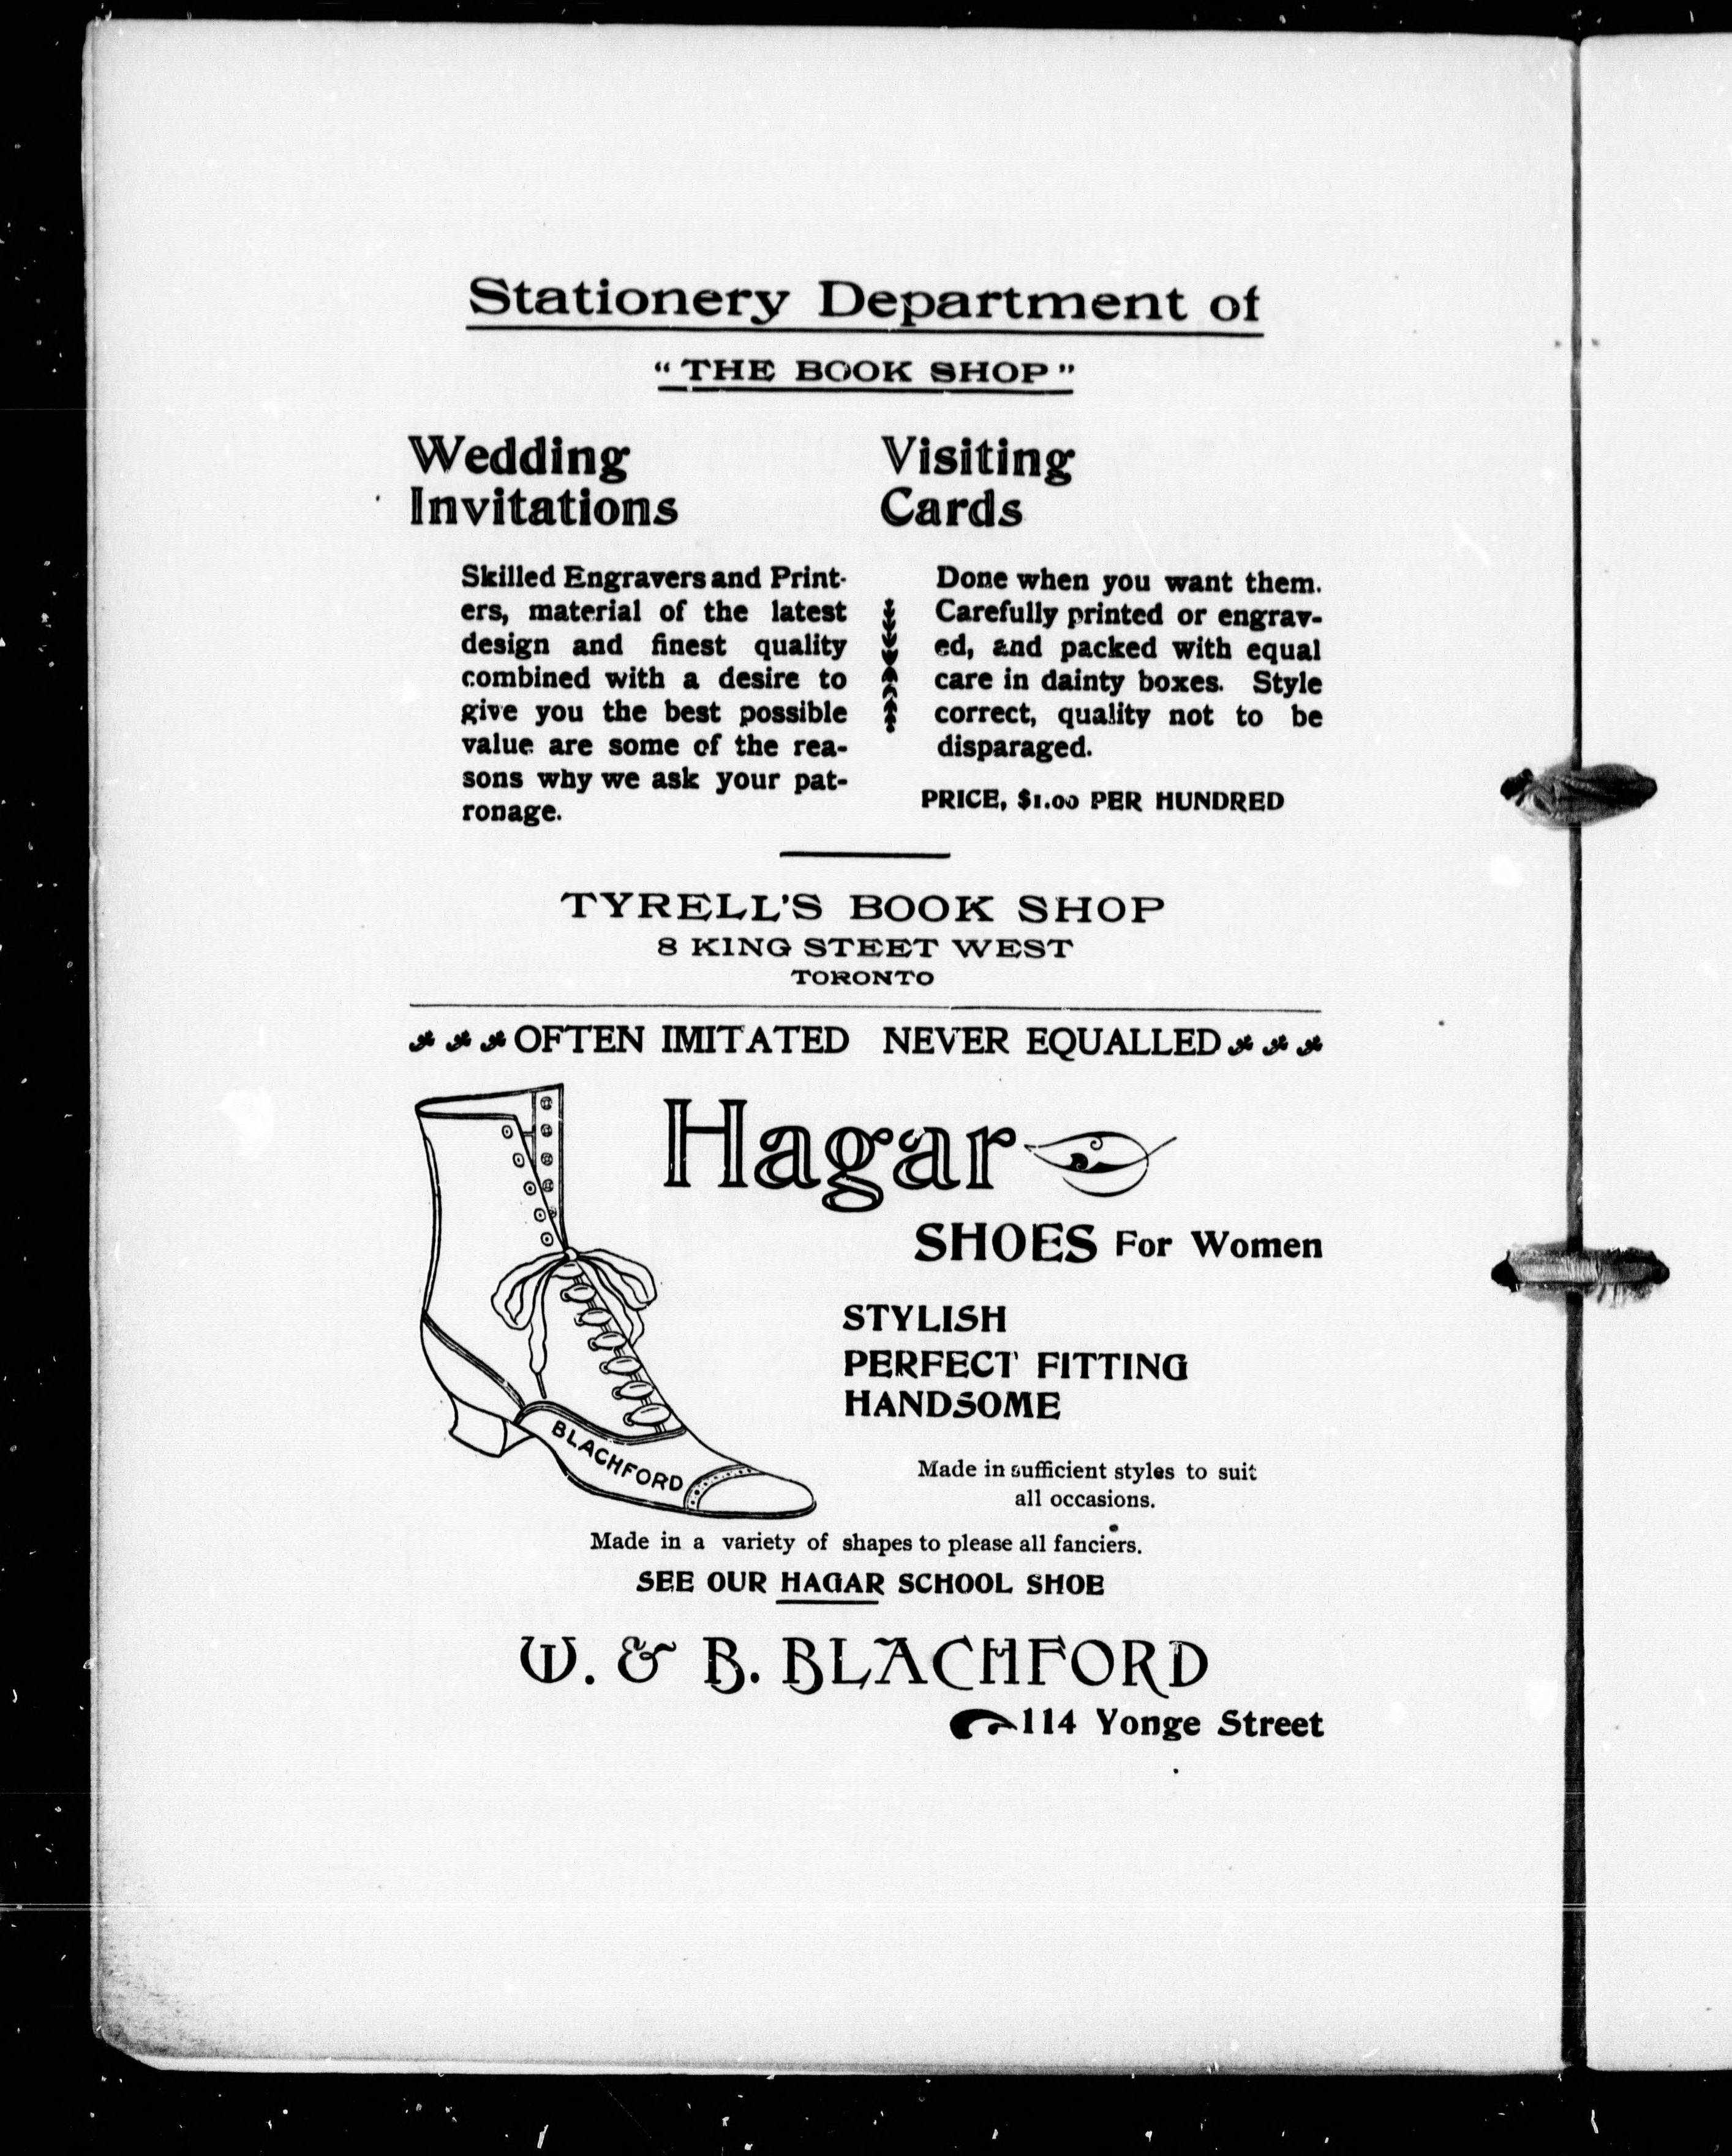 Stationery Department of
“THE BOOK SHOP”
Wedding
Invitations
Skilled Engravers and Print-
ers, material of the latest
design and finest quality
combined with a desire to
give you the best possible
value are some of the rea-
sons why we ask your pat-
ronage.
Visiting
Cards
Done when you want them.
Carefully printed or engrav-
ed, and packed with equal
care in dainty boxes. Style
correct, quality not to be
disparaged.
PRICE, $1.00 PER HUNDRED
TYRELL'S BOOK SHOP
8 KING STEET WEST
TORONTO
OFTEN IMITATED NEVER EQUALLED
Hagar
SHOES For Women
STYLISH
PERFECT FITTING
HANDSOME
BLACHFORD
Made in sufficient styles to suit
all occasions.
Made in a variety of shapes to please all fanciers.
SEE OUR HAGAR SCHOOL SHOE
W. & B. BLACHFORD
114 Yonge Street